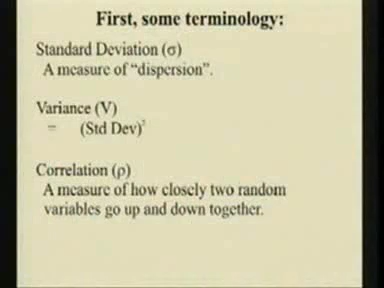 First, some terminology:
Standard Deviation (σ)
A measure of “dispersion”.
Variance (V)
= (Std Dev)²
Correlation (ρ)
A measure of how closely two random
variables go up and down together.